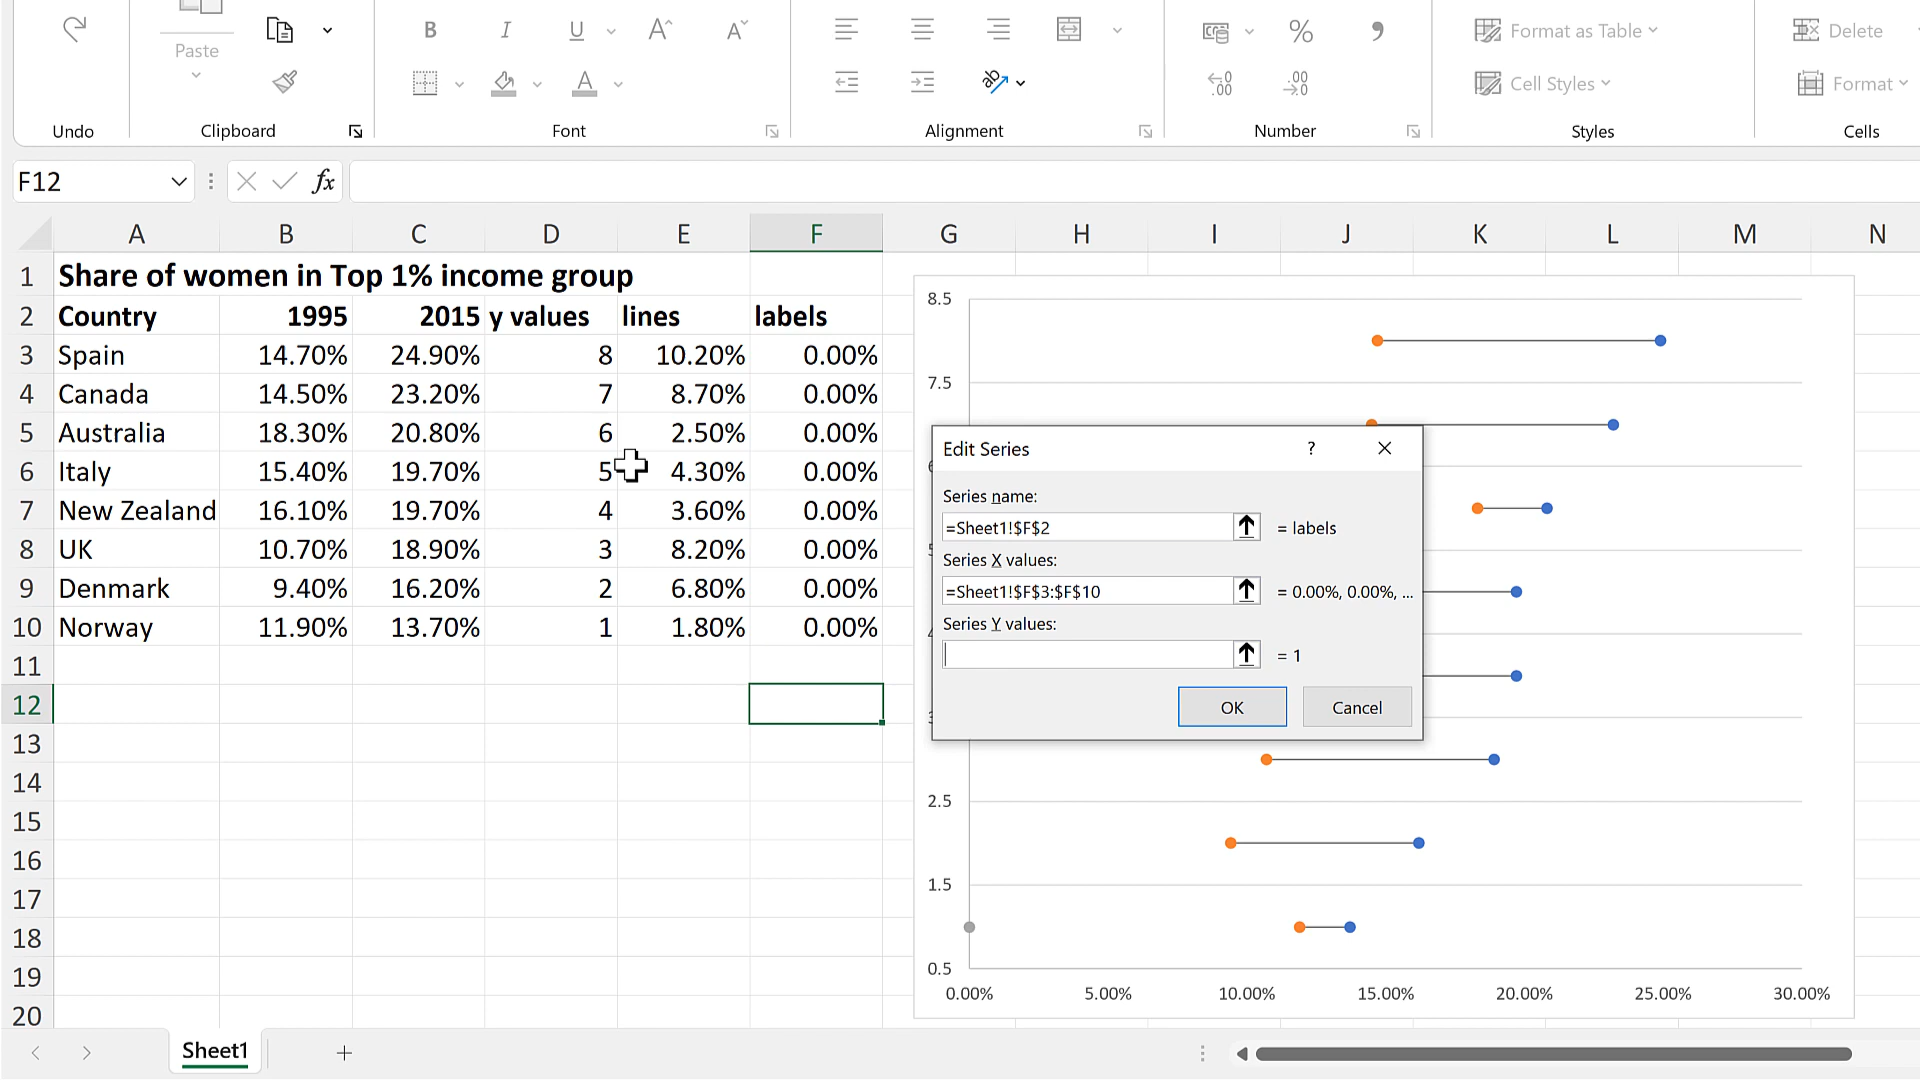 Paste
B I U A A
ab
%
.00
.00
Format as Table
Cell Styles
Delete
Format
Undo Clipboard Font Alignment Number Styles Cells
F12 fx
A B C D E F G H I J K L M N
1 Share of women in Top 1% income group
2 Country 1995 2015 y values lines labels
3 Spain 14.70% 24.90% 8 10.20% 0.00%
4 Canada 14.50% 23.20% 7 8.70% 0.00%
5 Australia 18.30% 20.80% 6 2.50% 0.00%
6 Italy 15.40% 19.70% 5 4.30% 0.00%
7 New Zealand 16.10% 19.70% 4 3.60% 0.00%
8 UK 10.70% 18.90% 3 8.20% 0.00%
9 Denmark 9.40% 16.20% 2 6.80% 0.00%
10 Norway 11.90% 13.70% 1 1.80% 0.00%
11
12
13
14
15
16
17
18
19
20
8.5
7.5
Edit Series ?
Series name:
=Sheet1!$F$2 = labels
Series X values:
=Sheet1!$F$3:$F$10 = 0.00%, 0.00%, ...
Series Y values:
= 1
OK Cancel
2.5
1.5
0.5
0.00% 5.00% 10.00% 15.00% 20.00% 25.00% 30.00%
Sheet1